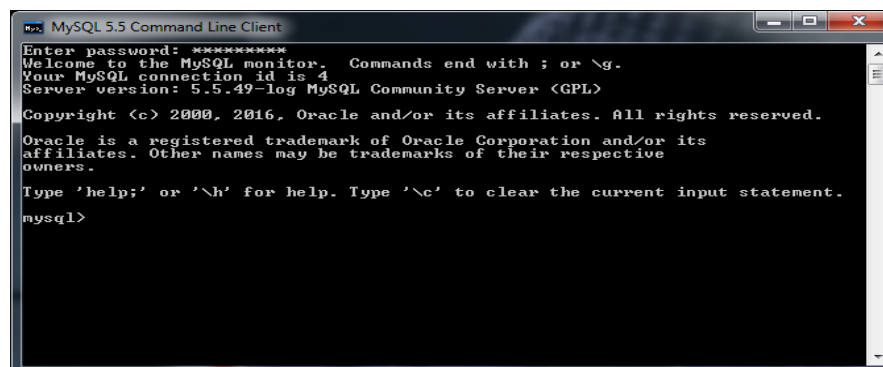 MySQL 5.5 Command Line Client
Enter password: *********
Welcome to the MySQL monitor.  Commands end with ; or \g.
Your MySQL connection id is 4
Server version: 5.5.49-log MySQL Community Server (GPL)
Copyright (c) 2000, 2016, Oracle and/or its affiliates. All rights reserved.
Oracle is a registered trademark of Oracle Corporation and/or its
affiliates. Other names may be trademarks of their respective
owners.
Type 'help;' or '\h' for help. Type '\c' to clear the current input statement.
mysql>